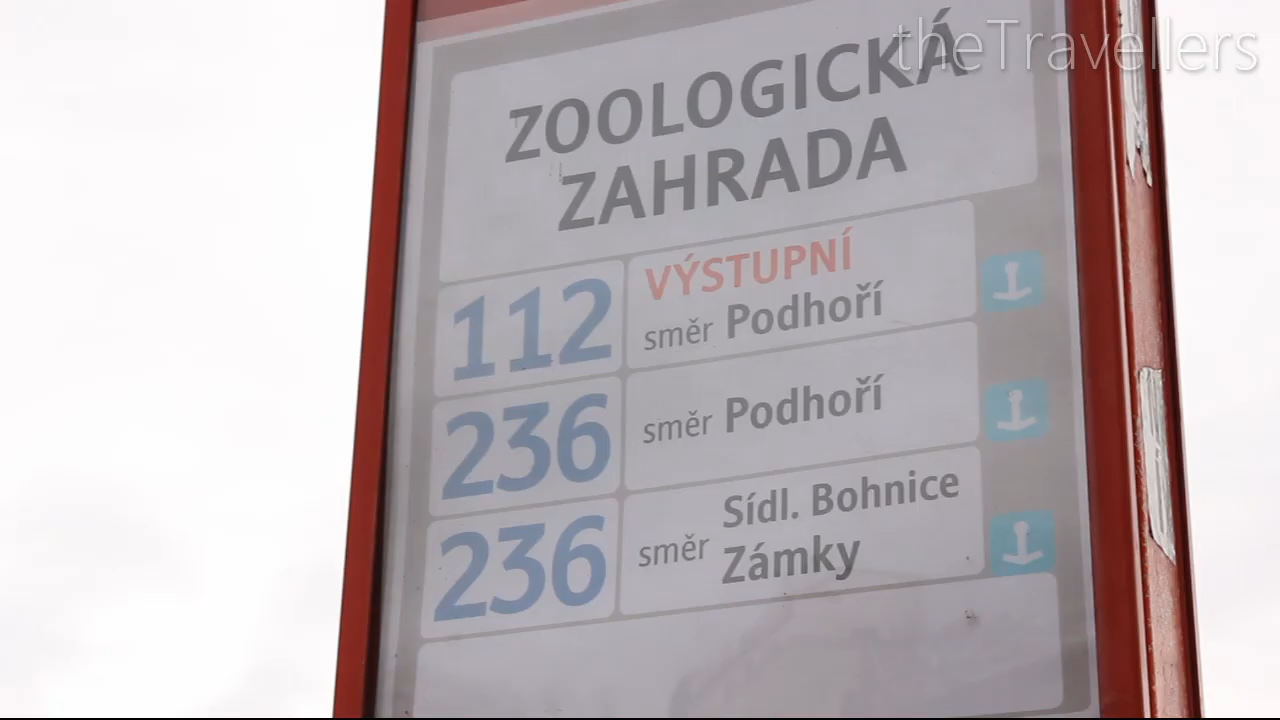 theTravellers
ZOOLOGICKÁ
ZAHRADA
112
VÝSTUPNÍ
směr Podhoří
236
směr Podhoří
236
směr Sídl. Bohnice
Zámky